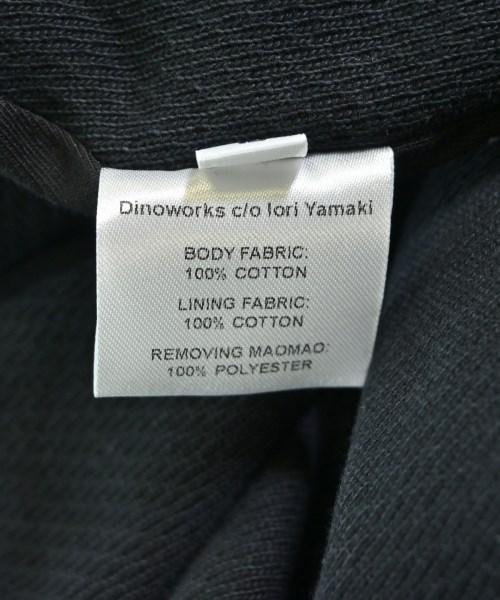 Dinoworks c/o Iori Yamaki
BODY FABRIC:
100% COTTON
LINING FABRIC:
100% COTTON
REMOVING MAOMAO:
100% POLYESTER